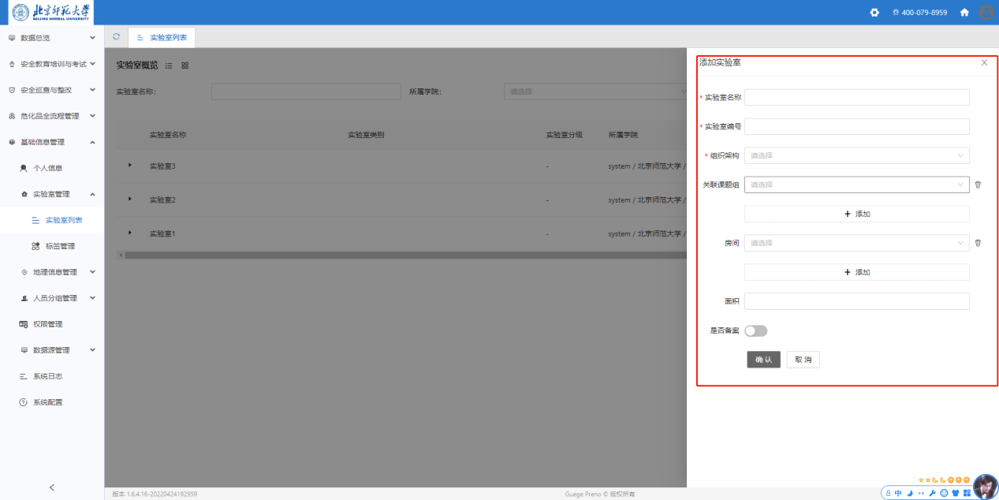 北京师范大学
BEIJING NORMAL UNIVERSITY
400-079-8959
数据总览
安全教育培训与考试
安全巡查与整改
危化品全流程管理
基础信息管理
个人信息
实验室管理
实验室列表
标签管理
地理信息管理
人员分组管理
权限管理
数据源管理
系统日志
系统配置
实验室列表
实验室概览
实验室名称:
所属学院:
请选择
实验室名称
实验室类别
实验室分级
所属学院
实验室3
-
system / 北京师范大学 /
实验室2
-
system / 北京师范大学 /
实验室1
-
system / 北京师范大学 /
版本 1.6.4.16-20220424192959
Guege Preno © 版权所有
添加实验室
* 实验室名称
* 实验室编号
* 组织架构
请选择
关联课题组
请选择
+ 添加
房间
请选择
+ 添加
面积
是否备案
确 认
取 消
中